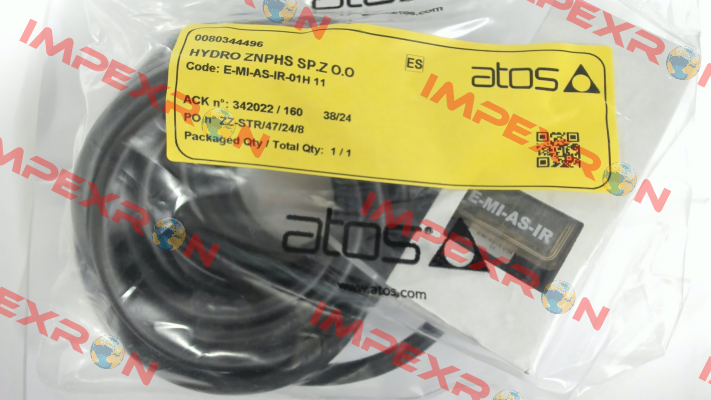 0080344496
HYDRO ZNPHS SP.Z O.O
Code: E-MI-AS-IR-01H 11
ES
atos
ACK n°: 342022 / 160 38/24
PO n° ZZ-STR/47/24/8
Packaged Qty / Total Qty: 1 / 1
E-MI-AS-IR
atos®
www.atos.com
IMPEXRON
IMPEXRON
IMPEXRON
IMPEXRON
IMPEXRON
IMPEXRON